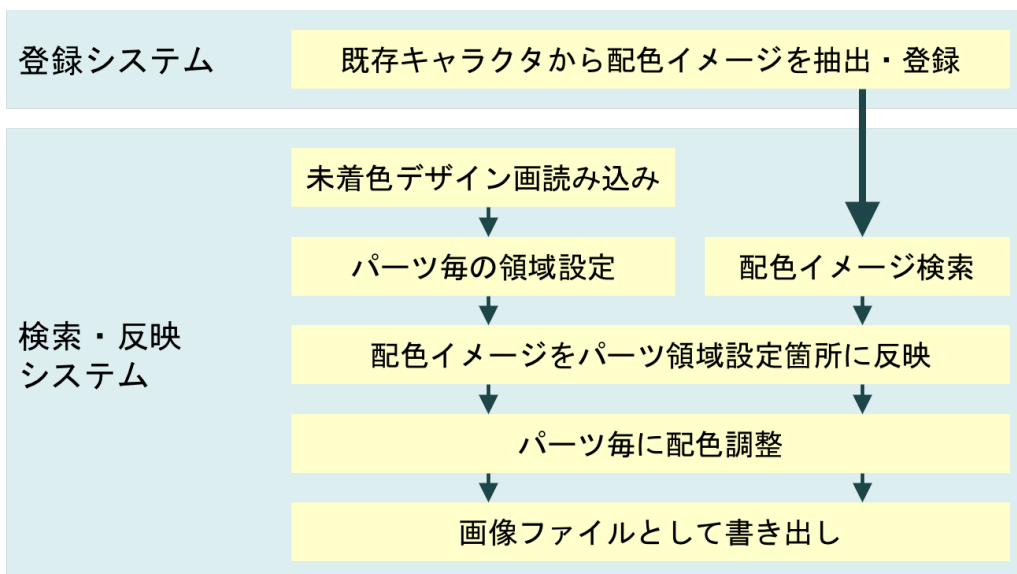 登録システム
既存キャラクタから配色イメージを抽出・登録
未着色デザイン画読み込み
パーツ毎の領域設定
配色イメージ検索
検索・反映
システム
配色イメージをパーツ領域設定箇所に反映
パーツ毎に配色調整
画像ファイルとして書き出し